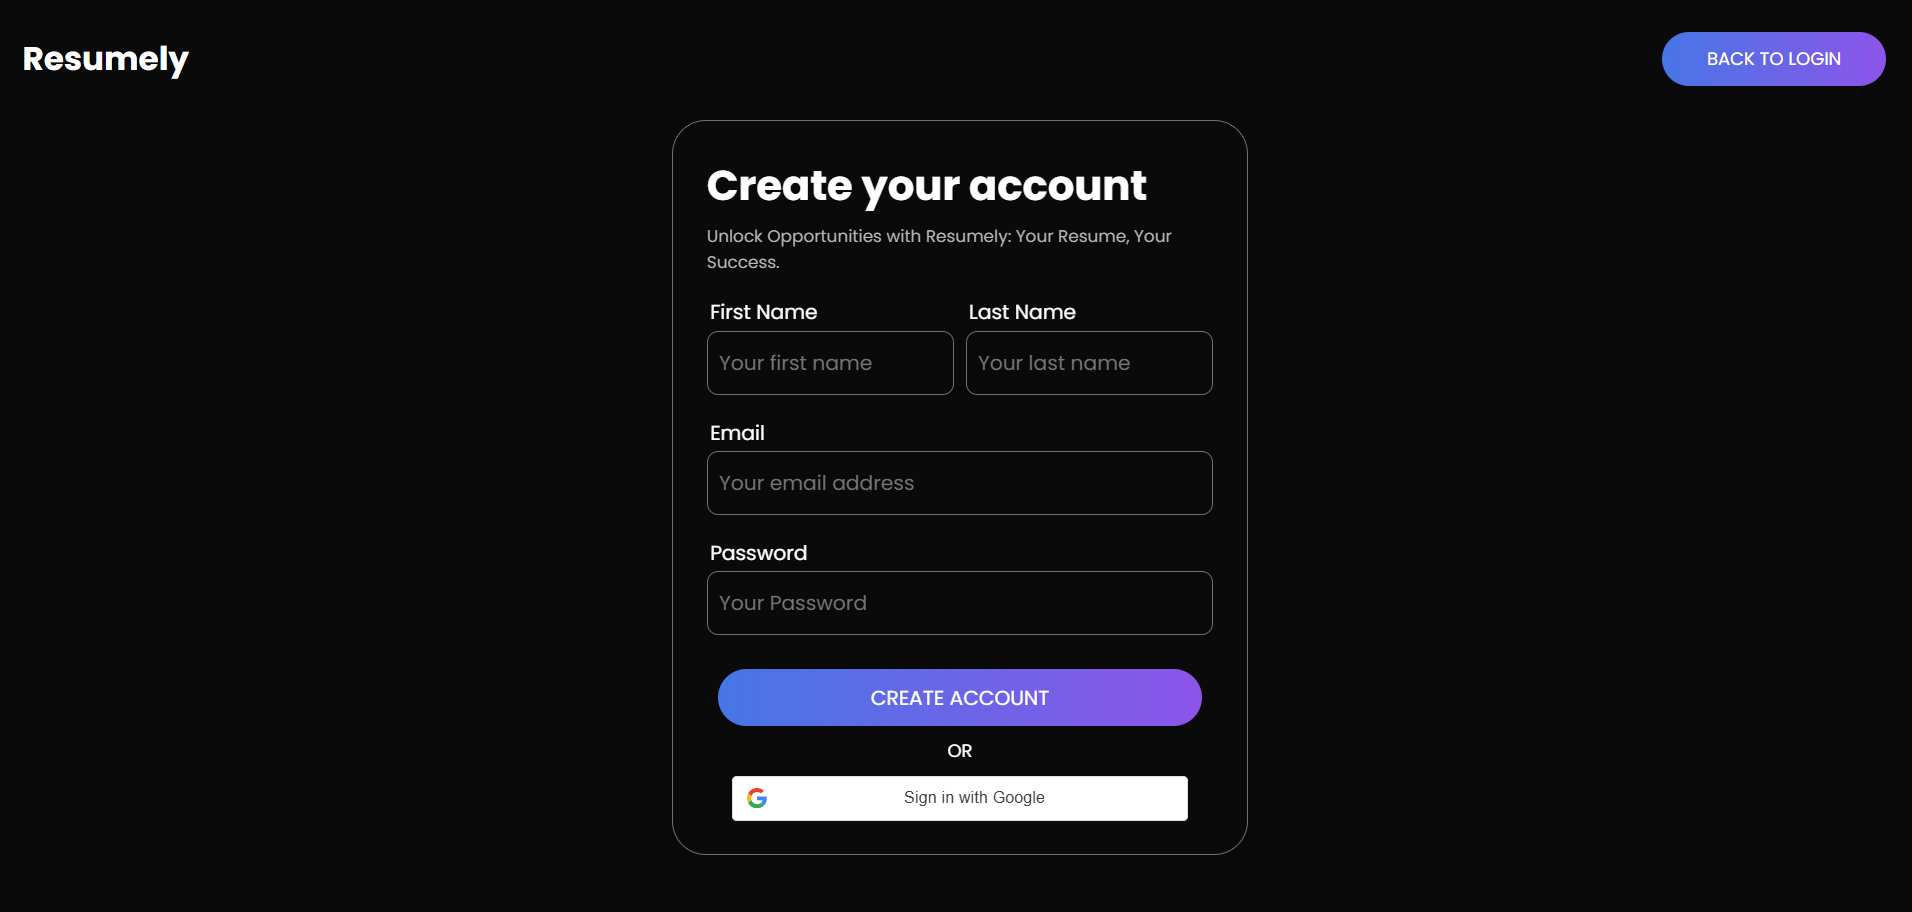 Resumely
BACK TO LOGIN
Create your account
Unlock Opportunities with Resumely: Your Resume, Your
Success.
First Name
Last Name
Your first name
Your last name
Email
Your email address
Password
Your Password
CREATE ACCOUNT
OR
Sign in with Google